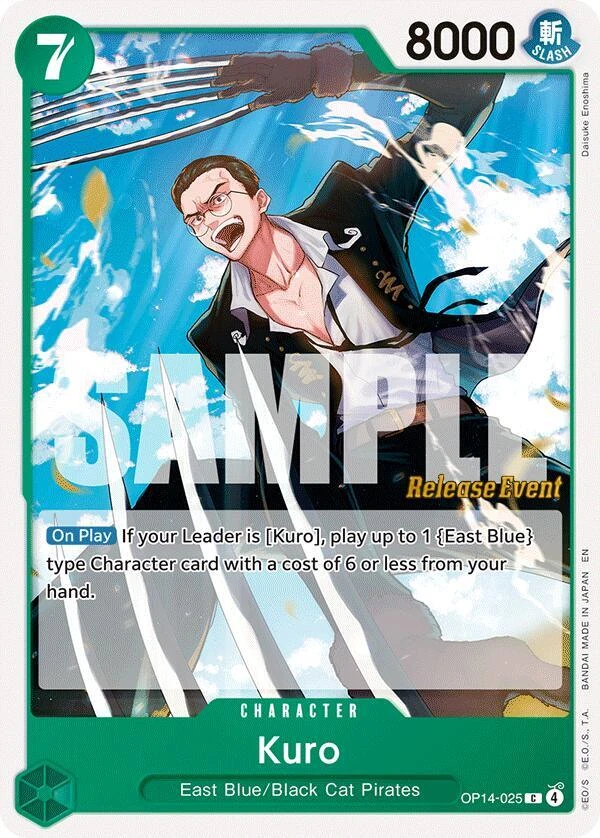 7
8000
斬
SLASH
Daisuke Enoshima
SAMPLE
Release Event
On Play If your Leader is [Kuro], play up to 1 {East Blue}
type Character card with a cost of 6 or less from your
hand.
CHARACTER
Kuro
East Blue/Black Cat Pirates
OP14-025 C 4
©E.O/S ©E.O./S., T.A. BANDAI MADE IN JAPAN EN